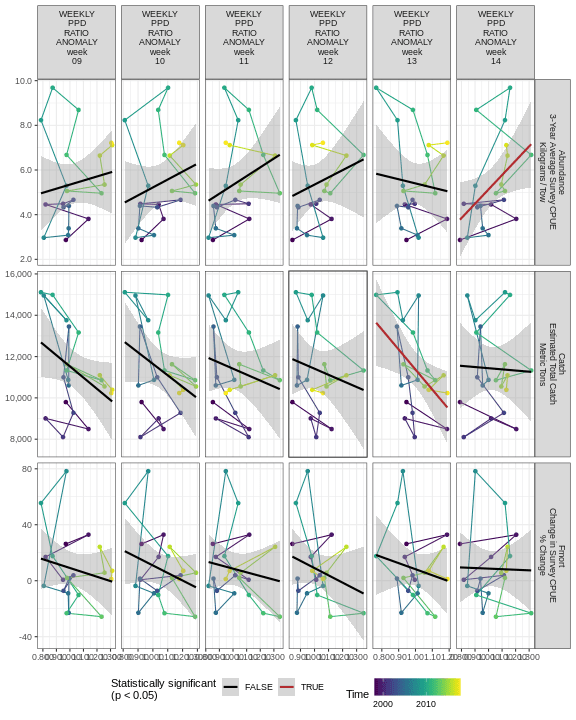 WEEKLY
PPD
RATIO
ANOMALY
week
09
WEEKLY
PPD
RATIO
ANOMALY
week
10
WEEKLY
PPD
RATIO
ANOMALY
week
11
WEEKLY
PPD
RATIO
ANOMALY
week
12
WEEKLY
PPD
RATIO
ANOMALY
week
13
WEEKLY
PPD
RATIO
ANOMALY
week
14
10.0
8.0
6.0
4.0
2.0
Abundance
3-Year Average Survey CPUE
Kilograms / Tow
16,000
14,000
12,000
10,000
8,000
Catch
Estimated Total Catch
Metric Tons
80
40
0
-40
Fmort
Change in Survey CPUE
% Change
Statistically significant
(p < 0.05)
FALSE
TRUE
Time
2000
2010